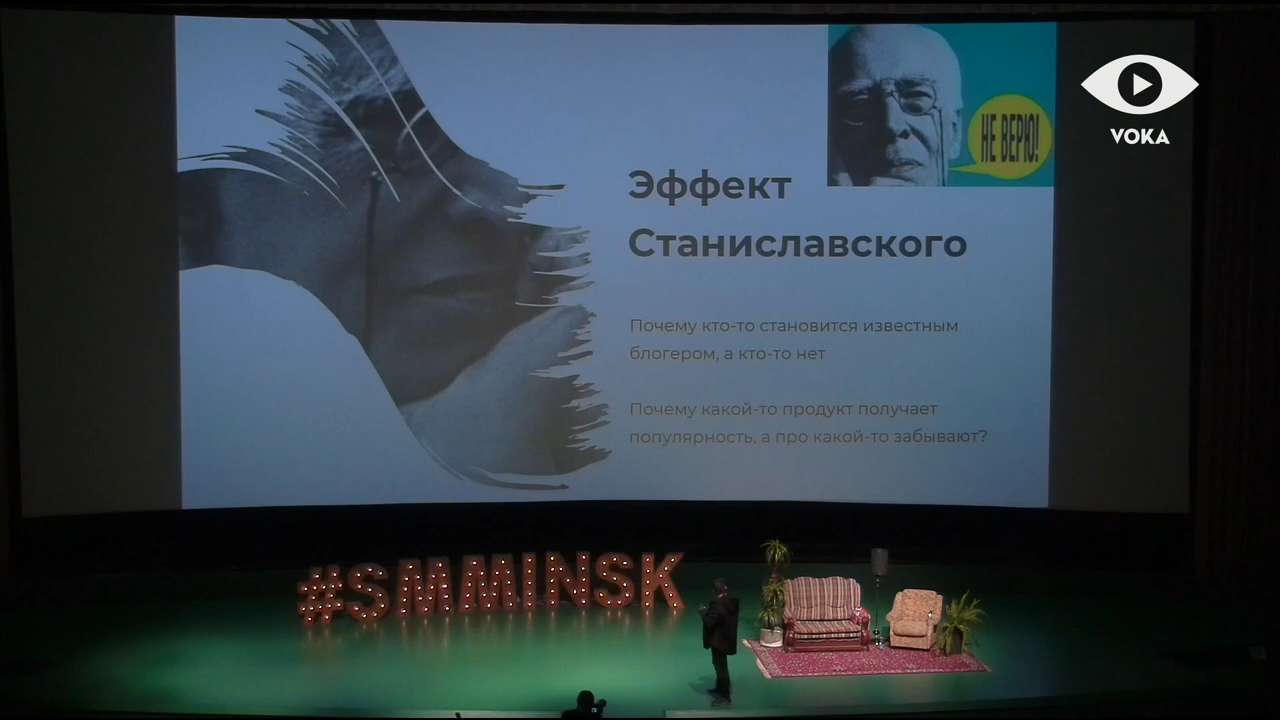 НЕ ВЕРЮ!
VOKA
Эффект
Станиславского
Почему кто-то становится известным
блогером, а кто-то нет
Почему какой-то продукт получает
популярность, а про какой-то забывают?
#SMMINSK